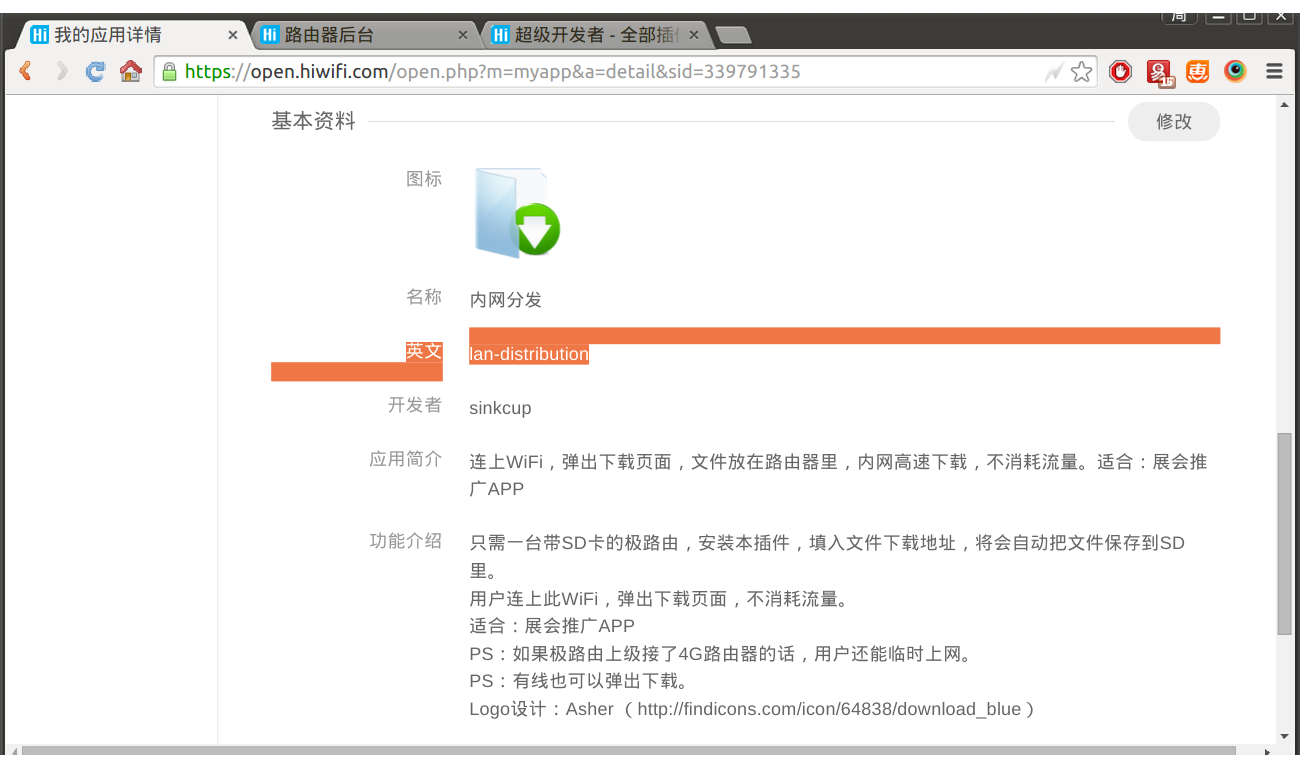 周
Hi 我的应用详情
Hi 路由器后台
Hi 超级开发者 - 全部插
https://open.hiwifi.com/open.php?m=myapp&a=detail&sid=339791335
易 15 惠
基本资料
修改
图标
名称 内网分发
英文 lan-distribution
开发者 sinkcup
应用简介 连上WiFi，弹出下载页面，文件放在路由器里，内网高速下载，不消耗流量。适合：展会推
广APP
功能介绍 只需一台带SD卡的极路由，安装本插件，填入文件下载地址，将会自动把文件保存到SD
里。
用户连上此WiFi，弹出下载页面，不消耗流量。
适合：展会推广APP
PS：如果极路由上级接了4G路由器的话，用户还能临时上网。
PS：有线也可以弹出下载。
Logo设计：Asher （http://findicons.com/icon/64838/download_blue）